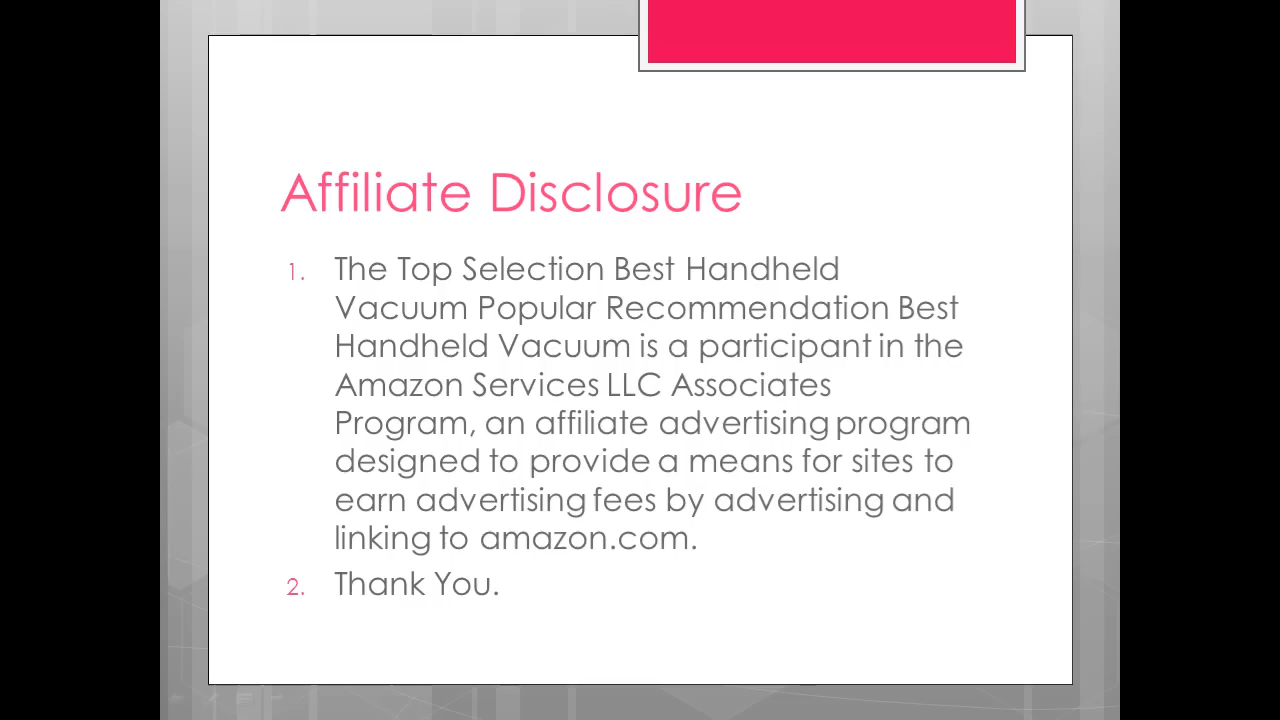 Affiliate Disclosure
1. The Top Selection Best Handheld
Vacuum Popular Recommendation Best
Handheld Vacuum is a participant in the
Amazon Services LLC Associates
Program, an affiliate advertising program
designed to provide a means for sites to
earn advertising fees by advertising and
linking to amazon.com.
2. Thank You.